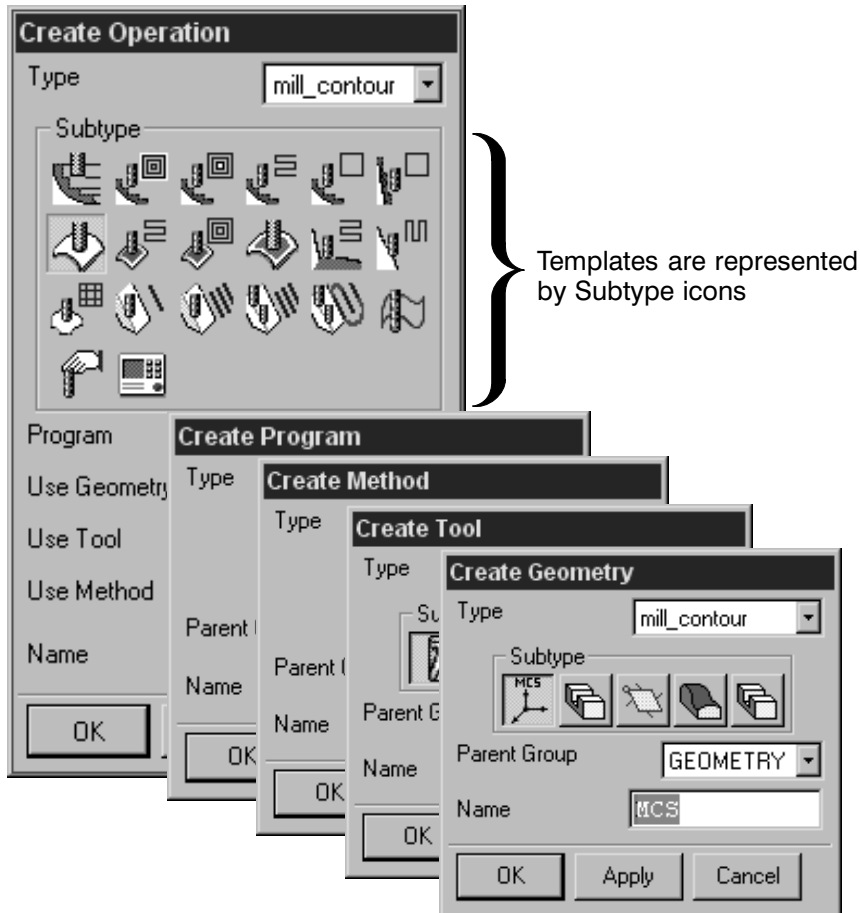 Create Operation
Type
mill_contour
Subtype
Templates are represented
by Subtype icons
Program
Use Geometry
Use Tool
Use Method
Name
OK
Create Program
Type
Parent
Name
OK
Create Method
Type
Parent G
Name
OK
Create Tool
Type
Su
Parent G
Name
OK
Create Geometry
Type
mill_contour
Subtype
MCS
Parent Group
GEOMETRY
Name
MCS
OK
Apply
Cancel